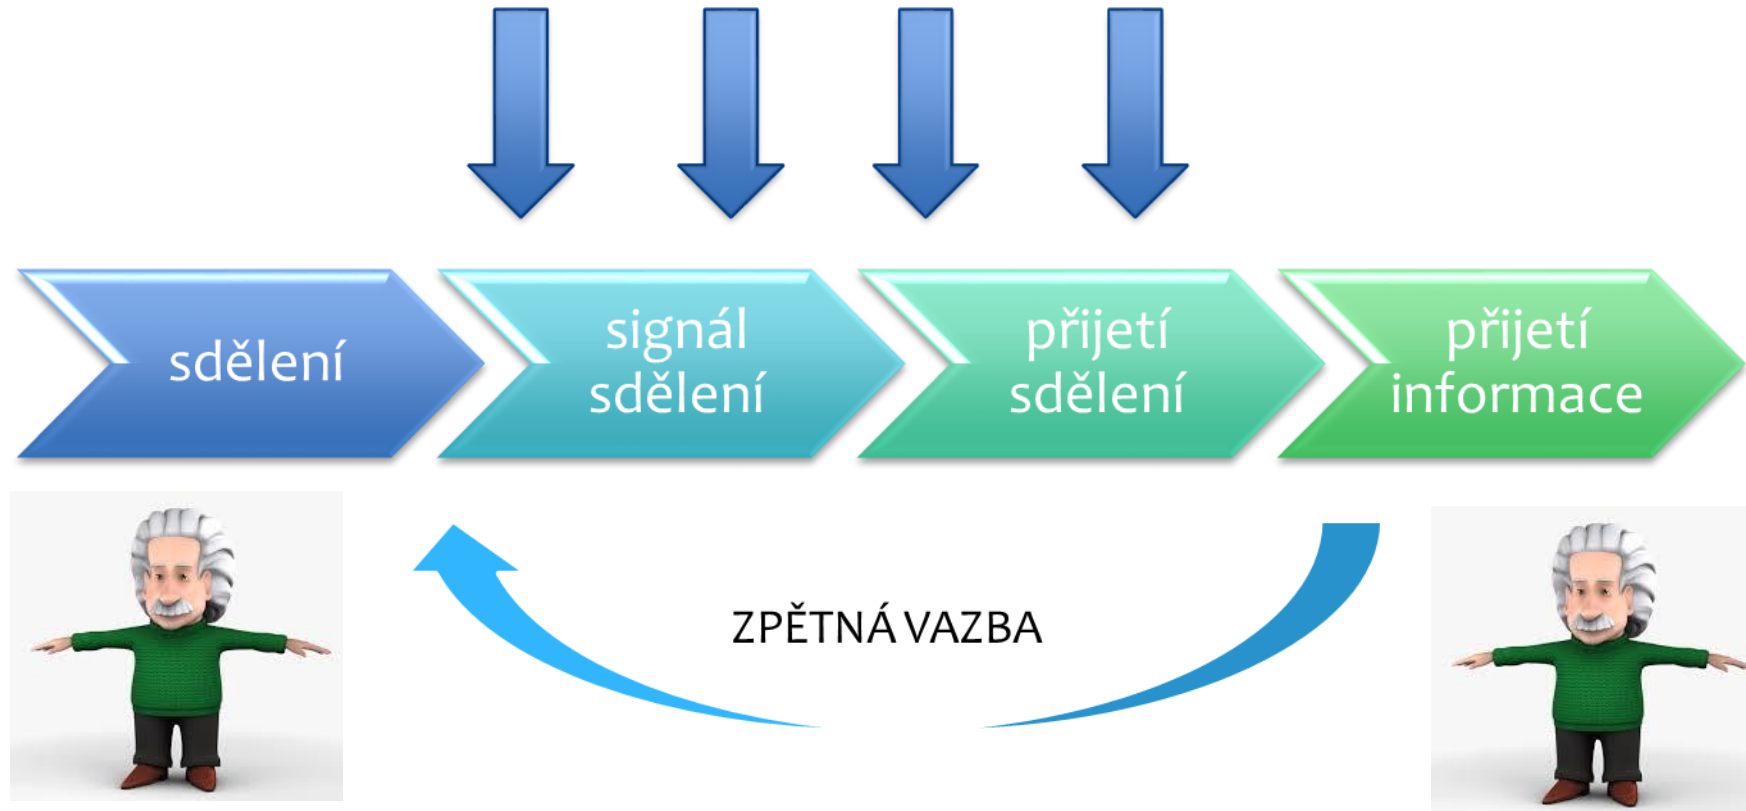 sdělení
signál
sdělení
přijetí
sdělení
přijetí
informace
ZPĚTNÁ VAZBA